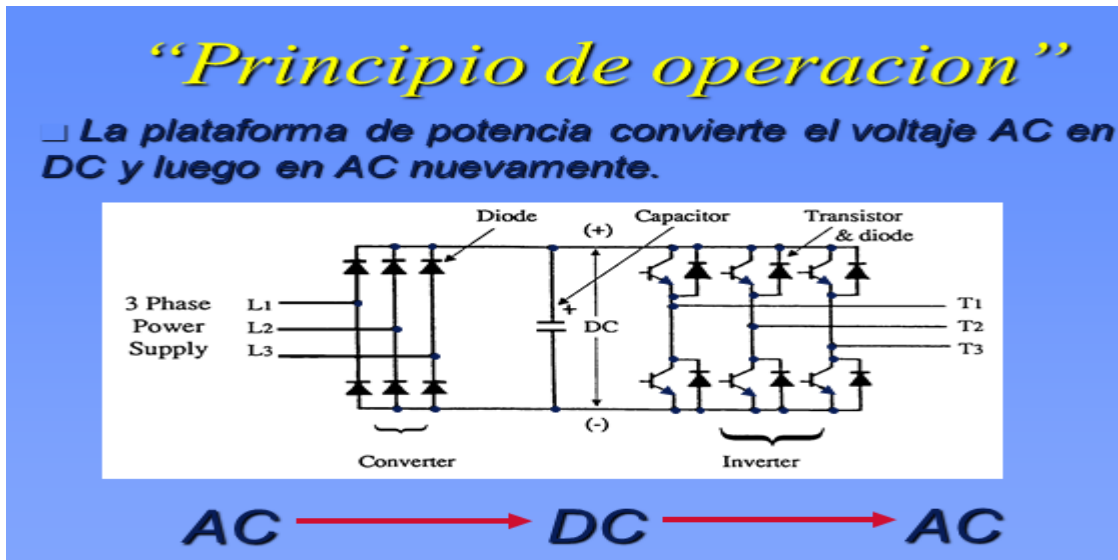 “Principio de operacion”
La plataforma de potencia convierte el voltaje AC en
DC y luego en AC nuevamente.
Diode
(+)
Capacitor
Transistor
& diode
3 Phase
Power
Supply
L1
L2
L3
+
DC
T1
T2
T3
(-)
Converter
Inverter
AC DC AC